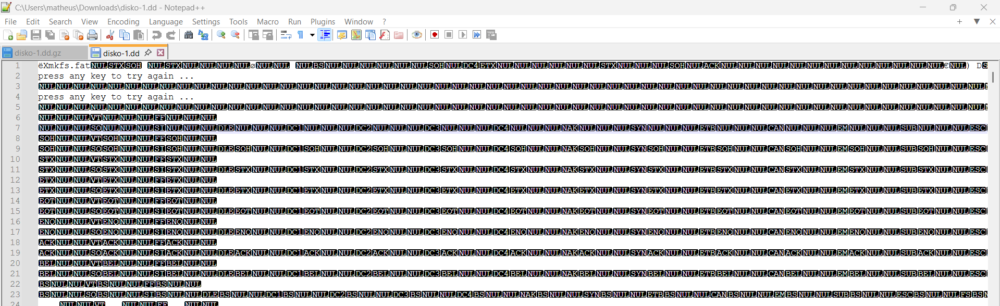 C:\Users\matheus\Downloads\disko-1.dd - Notepad++
File Edit Search View Encoding Language Settings Tools Macro Run Plugins Window ?
disko-1.dd.gz disko-1.dd
1 ëXmkfs.fatNULSTXSOH NULSTXNULNULNULNULøNULNUL NULBSNULNULNULNULNULNULSOHNULDC4ETXNULNULNULNULNULNULSTXNULNULNULSOHNULACKNULNULNULNULNULNULNULNULNULNULNULNULNUL€NUL) D
2 press any key to try again ...
3 NULNULNULNULNULNULNULNULNULNULNULNULNULNULNULNULNULNULNULNULNULNULNULNULNULNULNULNULNULNULNULNULNULNULNULNULNULNULNULNULNULNULNULNULNULNULNULNULNULNULNULNULNULNULNUL
4 press any key to try again ...
5 NULNULNULNULNULNULNULNULNULNULNULNULNULNULNULNULNULNULNULNULNULNULNULNULNULNULNULNULNULNULNULNULNULNULNULNULNULNULNULNULNULNULNULNULNULNULNULNULNULNULNULNULNULNULNUL
6 NULNULNULVTNULNULNULFFNULNULNUL
7 NULNULNULSONULNULNULSINULNULNULDLENULNULNULDC1NULNULNULDC2NULNULNULDC3NULNULNULDC4NULNULNULNAKNULNULNULSYNNULNULNULETBNULNULNULCANNULNULNULEMNULNULNULSUBNULNULNULESC
8 SOHNULNULVTSOHNULNULFFSOHNULNUL
9 SOHNULNULSOSOHNULNULSISOHNULNULDLESOHNULNULDC1SOHNULNULDC2SOHNULNULDC3SOHNULNULDC4SOHNULNULNAKSOHNULNULSYNSOHNULNULETBSOHNULNULCANSOHNULNULEMSOHNULNULSUBSOHNULNULESC
10 STXNULNULVTSTXNULNULFFSTXNULNUL
11 STXNULNULSOSTXNULNULSISTXNULNULDLESTXNULNULDC1STXNULNULDC2STXNULNULDC3STXNULNULDC4STXNULNULNAKSTXNULNULSYNSTXNULNULETBSTXNULNULCANSTXNULNULEMSTXNULNULSUBSTXNULNULESC
12 ETXNULNULVTETXNULNULFFETXNULNUL
13 ETXNULNULSOETXNULNULSIETXNULNULDLEETXNULNULDC1ETXNULNULDC2ETXNULNULDC3ETXNULNULDC4ETXNULNULNAKETXNULNULSYNETXNULNULETBETXNULNULCANETXNULNULEMETXNULNULSUBETXNULNULESC
14 EOTNULNULVTEOTNULNULFFEOTNULNUL
15 EOTNULNULSOEOTNULNULSIEOTNULNULDLEEOTNULNULDC1EOTNULNULDC2EOTNULNULDC3EOTNULNULDC4EOTNULNULNAKEOTNULNULSYNEOTNULNULETBEOTNULNULCANEOTNULNULEMEOTNULNULSUBEOTNULNULESC
16 ENQNULNULVTENQNULNULFFENQNULNUL
17 ENQNULNULSOENQNULNULSIENQNULNULDLEENQNULNULDC1ENQNULNULDC2ENQNULNULDC3ENQNULNULDC4ENQNULNULNAKENQNULNULSYNENQNULNULETBENQNULNULCANENQNULNULEMENQNULNULSUBENQNULNULESC
18 ACKNULNULVTACKNULNULFFACKNULNUL
19 ACKNULNULSOACKNULNULSIACKNULNULDLEACKNULNULDC1ACKNULNULDC2ACKNULNULDC3ACKNULNULDC4ACKNULNULNAKACKNULNULSYNACKNULNULETBACKNULNULCANACKNULNULEMACKNULNULSUBACKNULNULESC
20 BELNULNULVTBELNULNULFFBELNULNUL
21 BELNULNULSOBELNULNULSIBELNULNULDLEBELNULNULDC1BELNULNULDC2BELNULNULDC3BELNULNULDC4BELNULNULNAKBELNULNULSYNBELNULNULETBBELNULNULCANBELNULNULEMBELNULNULSUBBELNULNULESC
22 BSNULNULVTBSNULNULFFBSNULNUL
23 BSNULNULSOBSNULNULSIBSNULNULDLEBSNULNULDC1BSNULNULDC2BSNULNULDC3BSNULNULDC4BSNULNULNAKBSNULNULSYNBSNULNULETBBSNULNULCANBSNULNULEMBSNULNULSUBBSNULNULESCBSNULNULFSBS
24 NULNULVT NULNULFF NULNUL